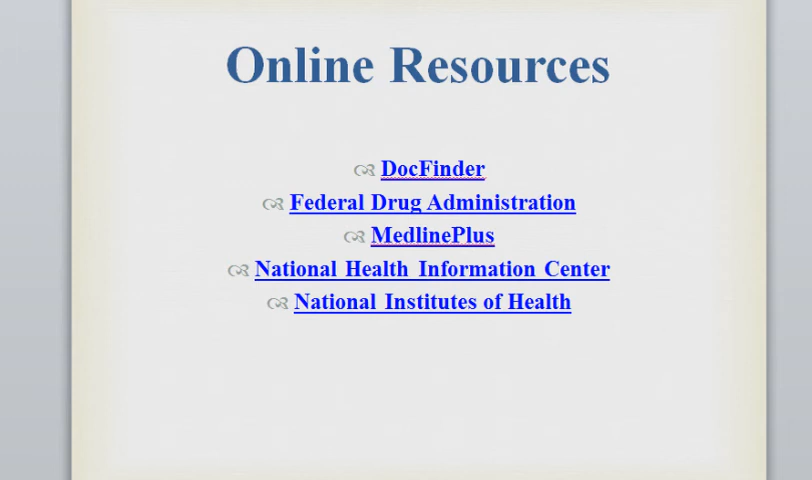 Online Resources
DocFinder
Federal Drug Administration
MedlinePlus
National Health Information Center
National Institutes of Health